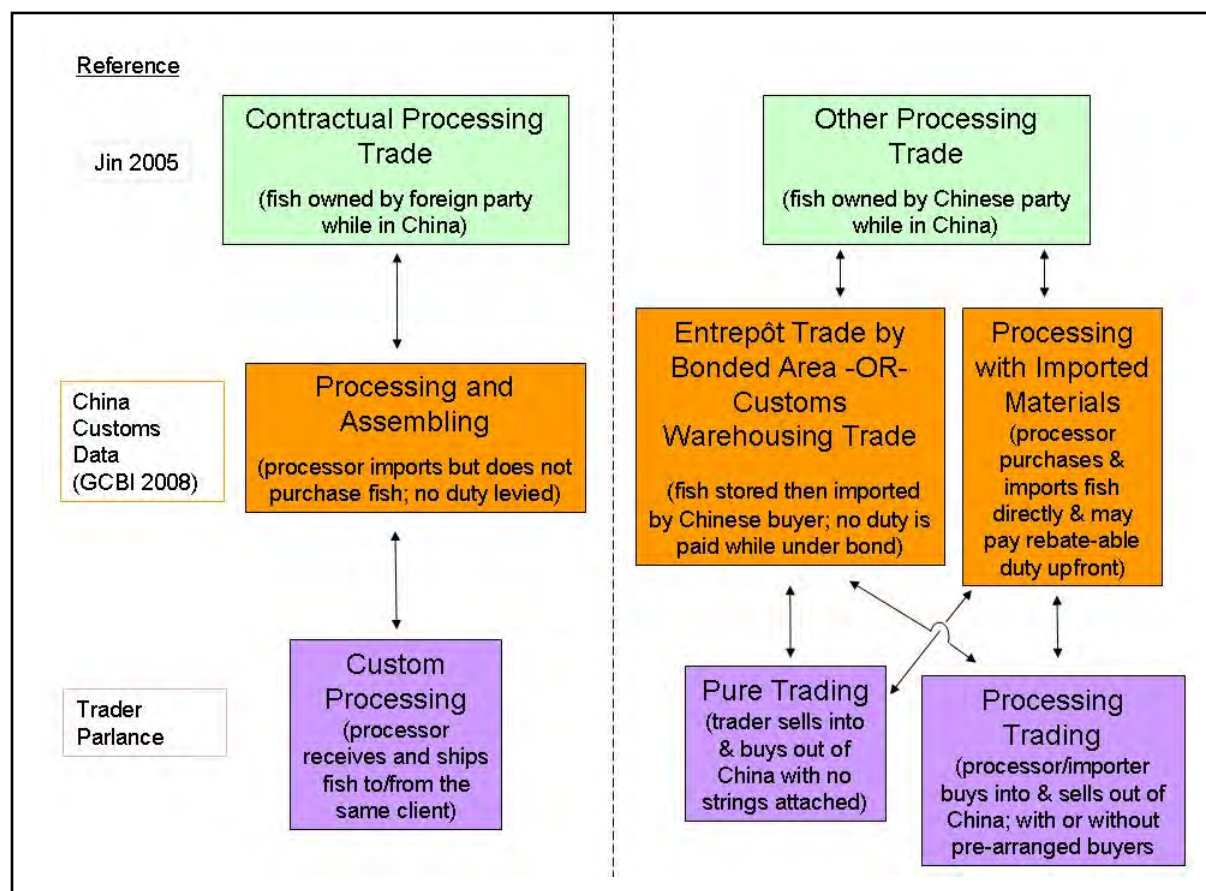 Reference
Jin 2005
Contractual Processing
Trade
(fish owned by foreign party
while in China)
Other Processing
Trade
(fish owned by Chinese party
while in China)
China
Customs
Data
(GCBI 2008)
Processing and
Assembling
(processor imports but does not
purchase fish; no duty levied)
Entrepôt Trade by
Bonded Area -OR-
Customs
Warehousing Trade
(fish stored then imported
by Chinese buyer; no duty is
paid while under bond)
Processing
with Imported
Materials
(processor
purchases &
imports fish
directly & may
pay rebate-able
duty upfront)
Trader
Parlance
Custom
Processing
(processor
receives and ships
fish to/from the
same client)
Pure Trading
(trader sells into
& buys out of
China with no
strings attached)
Processing
Trading
(processor/importer
buys into & sells out of
China; with or without
pre-arranged buyers